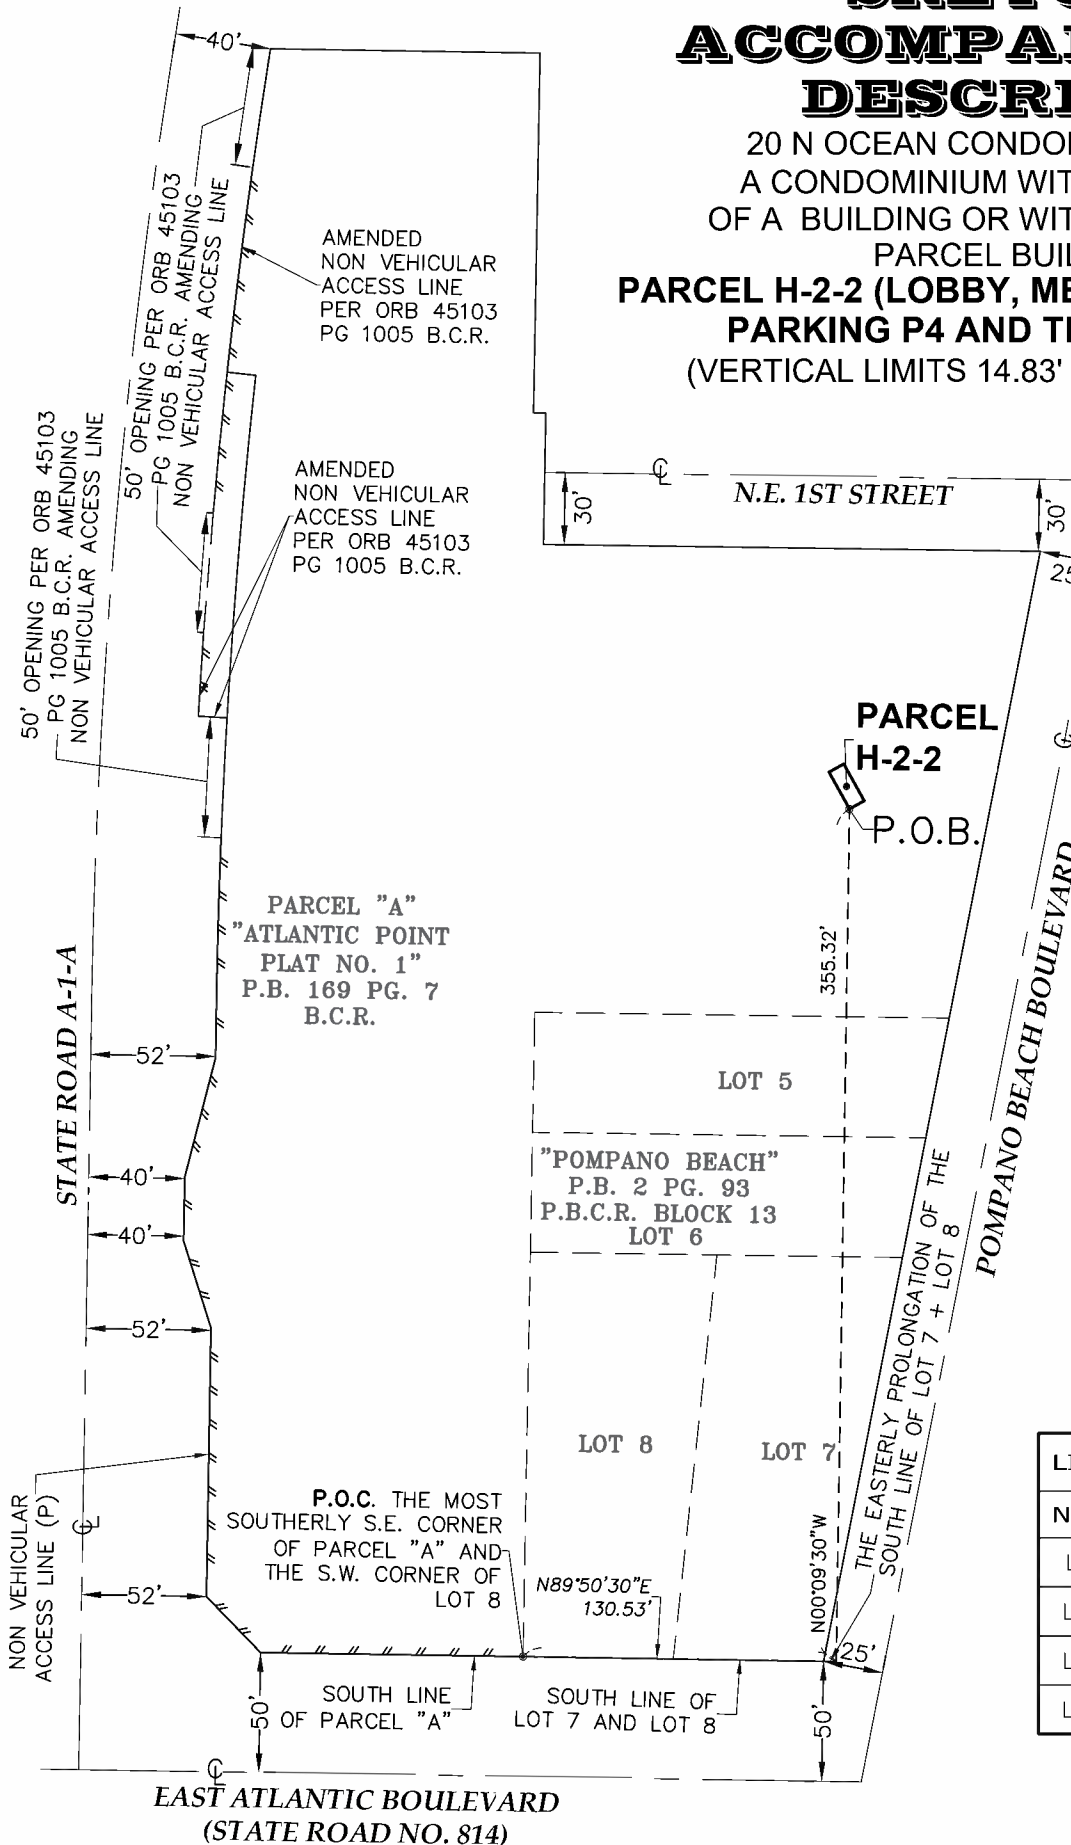 ACCOMPA
DESCRI
20 N OCEAN CONDO
A CONDOMINIUM WIT
OF A BUILDING OR WIT
PARCEL BUIL
PARCEL H-2-2 (LOBBY, ME
PARKING P4 AND T
(VERTICAL LIMITS 14.83'
40'
50' OPENING PER ORB 45103
PG 1005 B.C.R. AMENDING
NON VEHICULAR ACCESS LINE
AMENDED
NON VEHICULAR
ACCESS LINE
PER ORB 45103
PG 1005 B.C.R.
50' OPENING PER ORB 45103
PG 1005 B.C.R. AMENDING
NON VEHICULAR ACCESS LINE
AMENDED
NON VEHICULAR
ACCESS LINE
PER ORB 45103
PG 1005 B.C.R.
CL
N.E. 1ST STREET
30'
30'
25
PARCEL
H-2-2
P.O.B.
PARCEL "A"
"ATLANTIC POINT
PLAT NO. 1"
P.B. 169 PG. 7
B.C.R.
STATE ROAD A-1-A
355.32'
POMPANO BEACH BOULEVARD
52'
LOT 5
40'
"POMPANO BEACH"
P.B. 2 PG. 93
P.B.C.R. BLOCK 13
LOT 6
40'
52'
THE EASTERLY PROLONGATION OF THE
SOUTH LINE OF LOT 7 + LOT 8
LOT 8
LOT 7
NON VEHICULAR
ACCESS LINE (P)
CL
P.O.C. THE MOST
SOUTHERLY S.E. CORNER
OF PARCEL "A" AND
THE S.W. CORNER OF
LOT 8
N89°50'30"E
130.53'
N00°09'30"W
52'
25'
50'
SOUTH LINE
OF PARCEL "A"
SOUTH LINE OF
LOT 7 AND LOT 8
50'
CL
EAST ATLANTIC BOULEVARD
(STATE ROAD NO. 814)
L
N
L
L
L
L